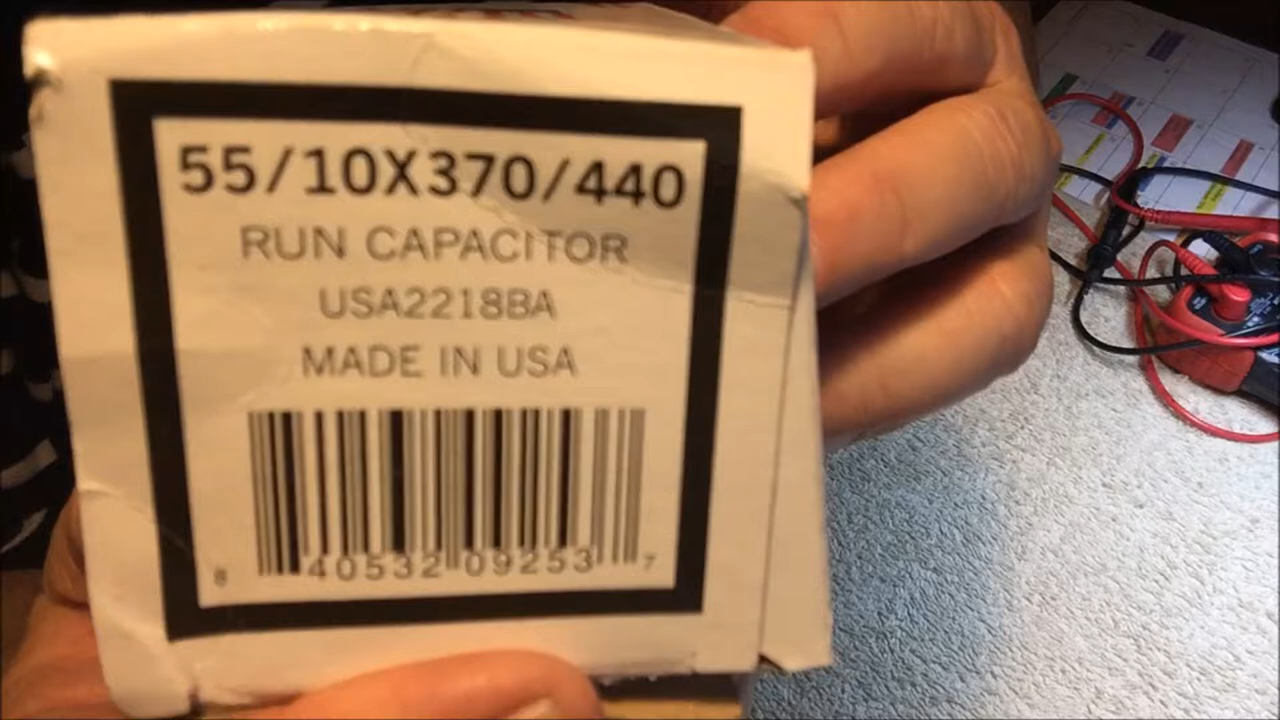 55/10X370/440
RUN CAPACITOR
USA2218BA
MADE IN USA
8 40532 09253 7